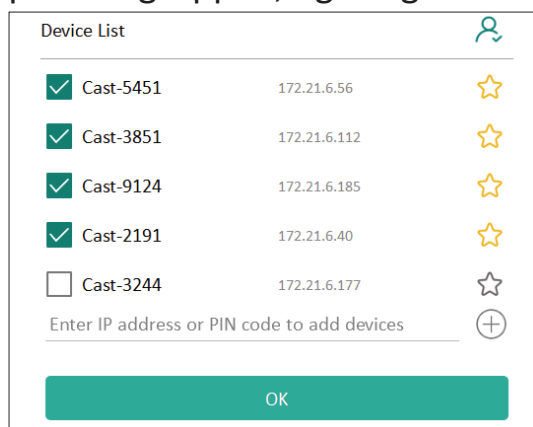 Device List
Cast-5451 172.21.6.56
Cast-3851 172.21.6.112
Cast-9124 172.21.6.185
Cast-2191 172.21.6.40
Cast-3244 172.21.6.177
Enter IP address or PIN code to add devices
OK